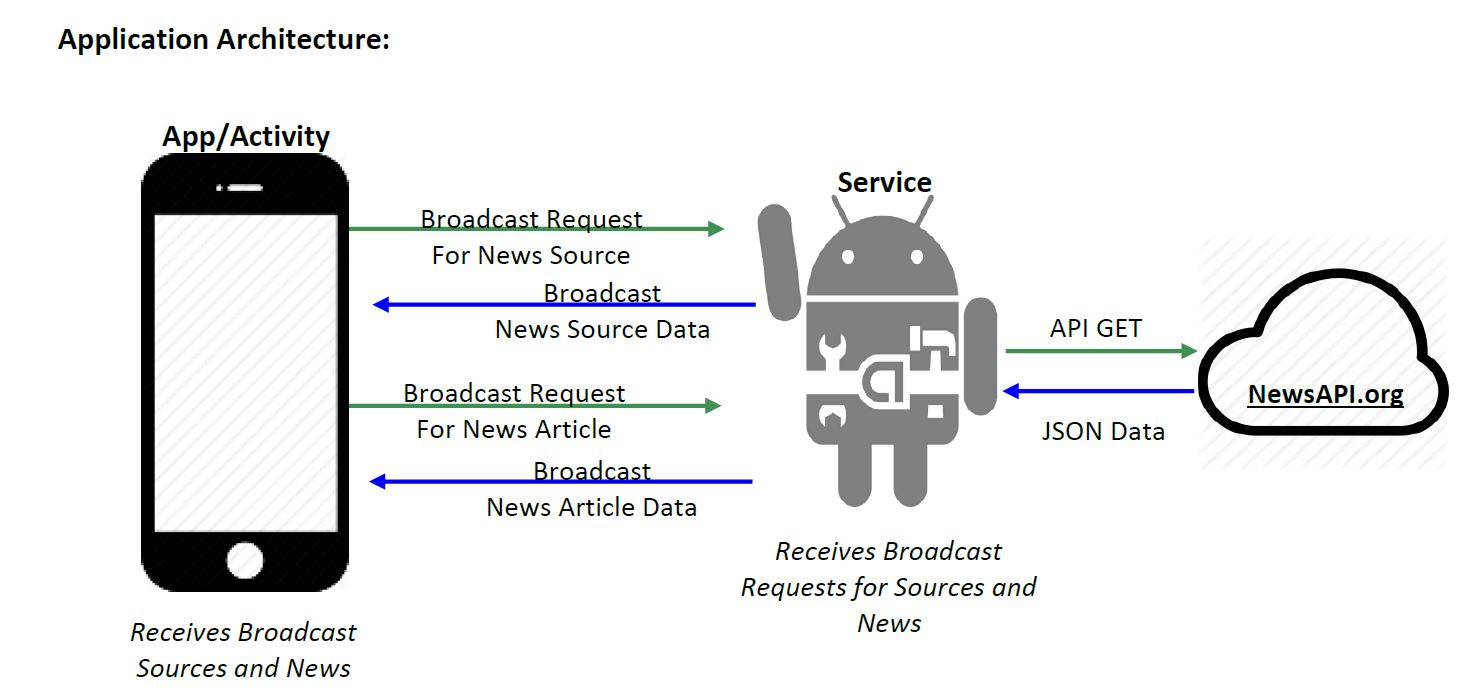 Application Architecture:
App/Activity
Broadcast Request
For News Source
Broadcast
News Source Data
Broadcast Request
For News Article
Broadcast
News Article Data
Receives Broadcast
Sources and News
Service
Receives Broadcast
Requests for Sources and
News
API GET
JSON Data
NewsAPI.org